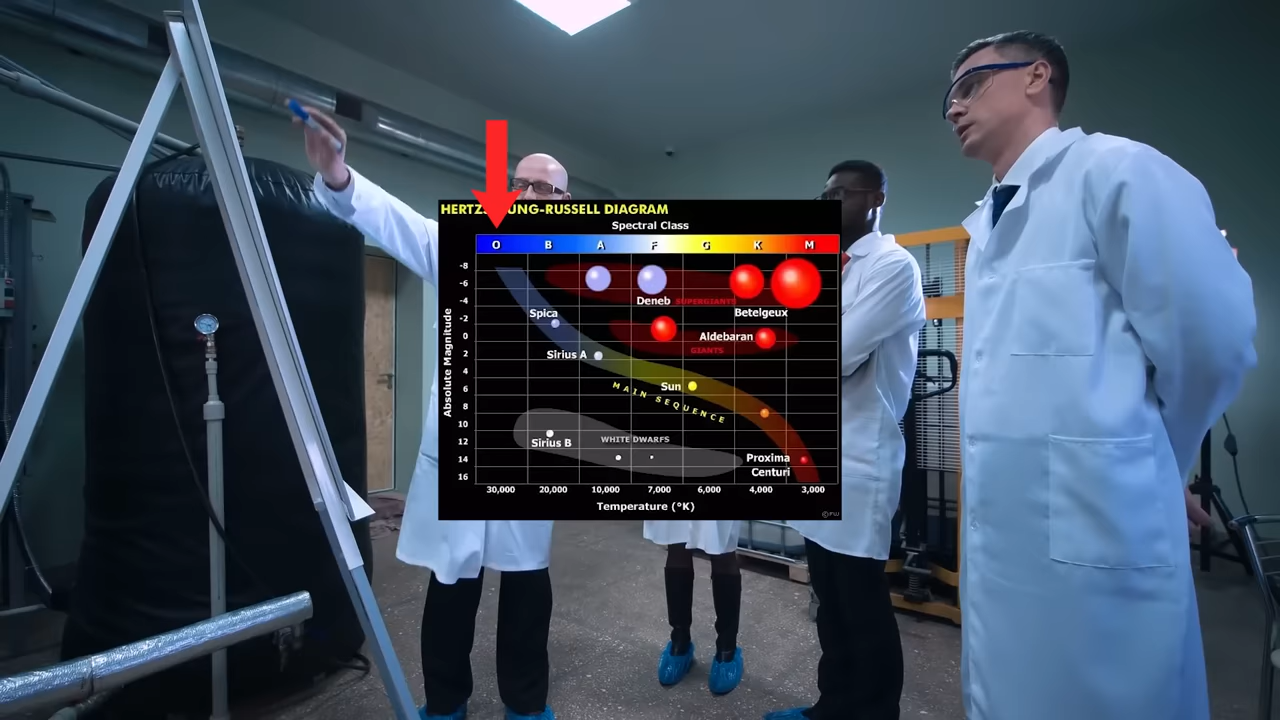 HERTZSPRUNG-RUSSELL DIAGRAM
Spectral Class
O B A F G K M
-8
-6
-4
-2
0
2
4
6
8
10
12
14
16
Absolute Magnitude
Deneb
SUPERGIANTS
Betelgeux
Spica
Aldebaran
GIANTS
Sirius A
Sun
MAIN SEQUENCE
Sirius B
WHITE DWARFS
Proxima
Centuri
30,000 20,000 10,000 7,000 6,000 4,000 3,000
Temperature (°K)
©FW